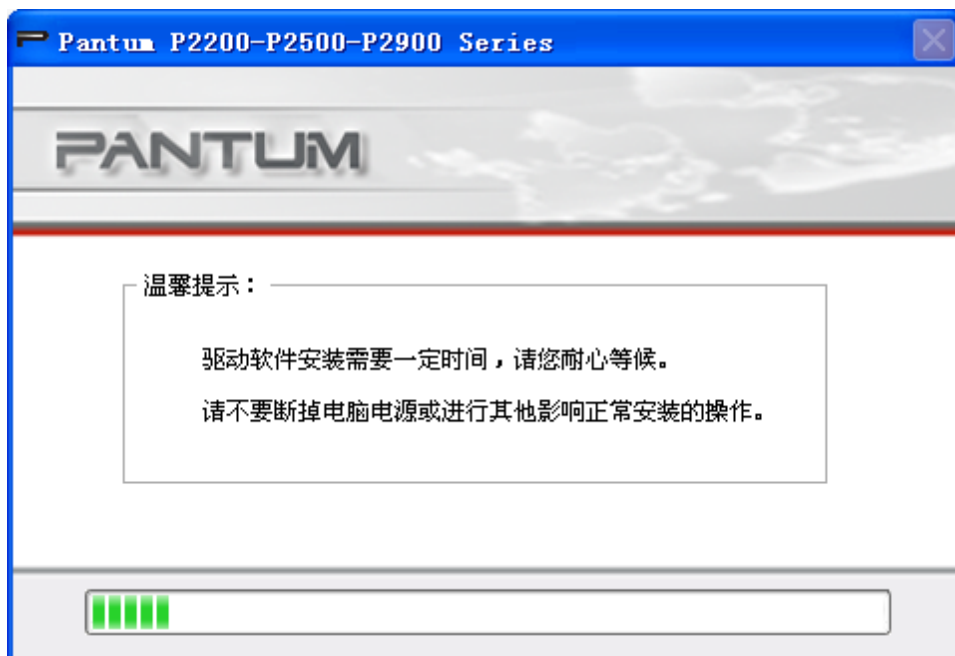 Pantum P2200-P2500-P2900 Series
PANTUM
温馨提示：
驱动软件安装需要一定时间，请您耐心等候。
请不要断掉电脑电源或进行其他影响正常安装的操作。